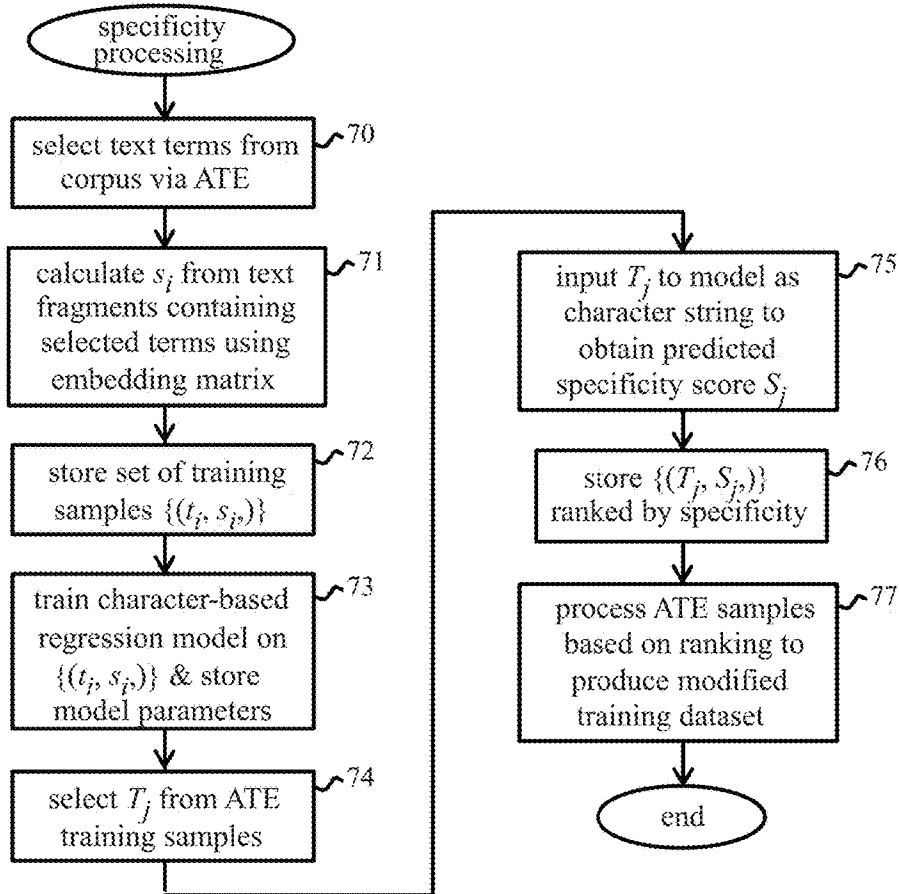 specificity
processing
select text terms from
corpus via ATE
70
calculate s_i from text
fragments containing
selected terms using
embedding matrix
71
store set of training
samples {(t_i, s_i,)}
72
train character-based
regression model on
{(t_i, s_i,)} & store
model parameters
73
select T_j from ATE
training samples
74
input T_j to model as
character string to
obtain predicted
specificity score S_j
75
store {(T_j, S_j,)}
ranked by specificity
76
process ATE samples
based on ranking to
produce modified
training dataset
77
end